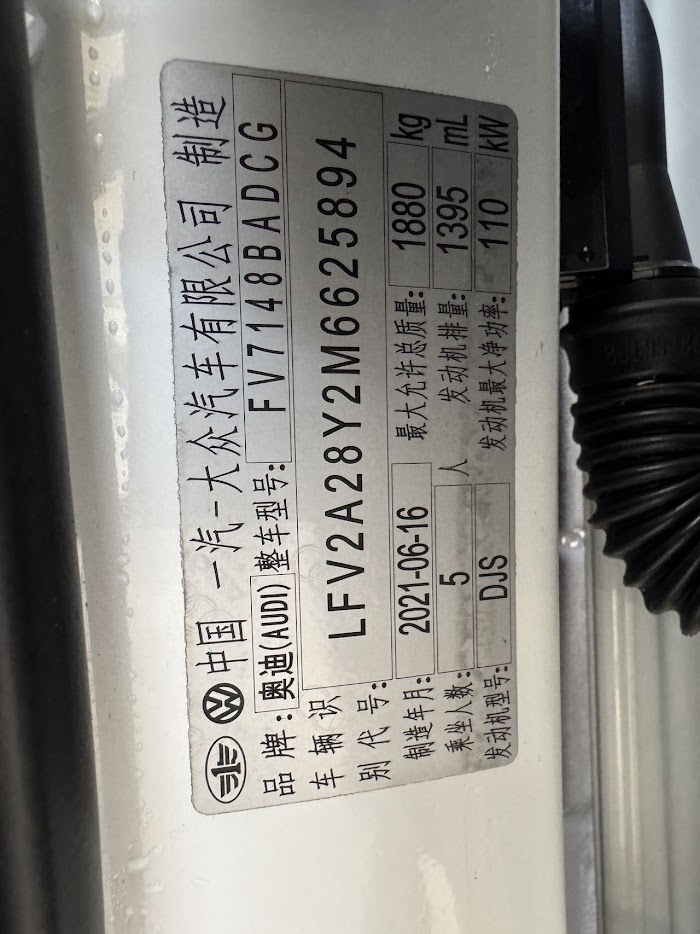 中国 一汽-大众汽车有限公司 制造
品牌: 奥迪(AUDI) 整车型号: FV7148BADCG
车辆识别代号: LFV2A28Y2M6625894
制造年月: 2021-06-16 最大允许总质量: 1880 kg
乘坐人数: 5 人 发动机排量: 1395 mL
发动机型号: DJS 发动机最大净功率: 110 kW